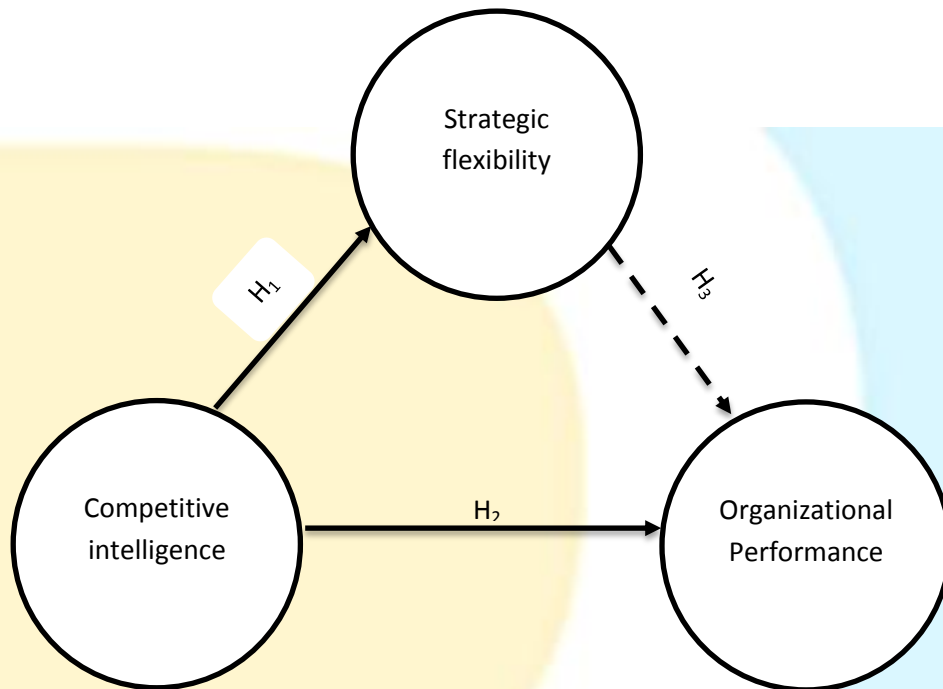 Strategic
flexibility
H₁
H₃
Competitive
intelligence
H₂
Organizational
Performance